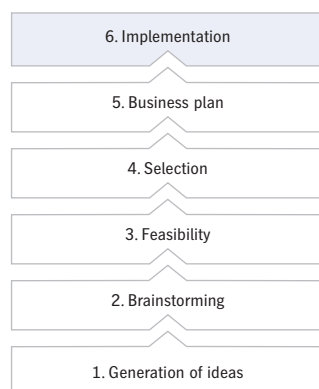 6. Implementation
5. Business plan
4. Selection
3. Feasibility
2. Brainstorming
1. Generation of ideas